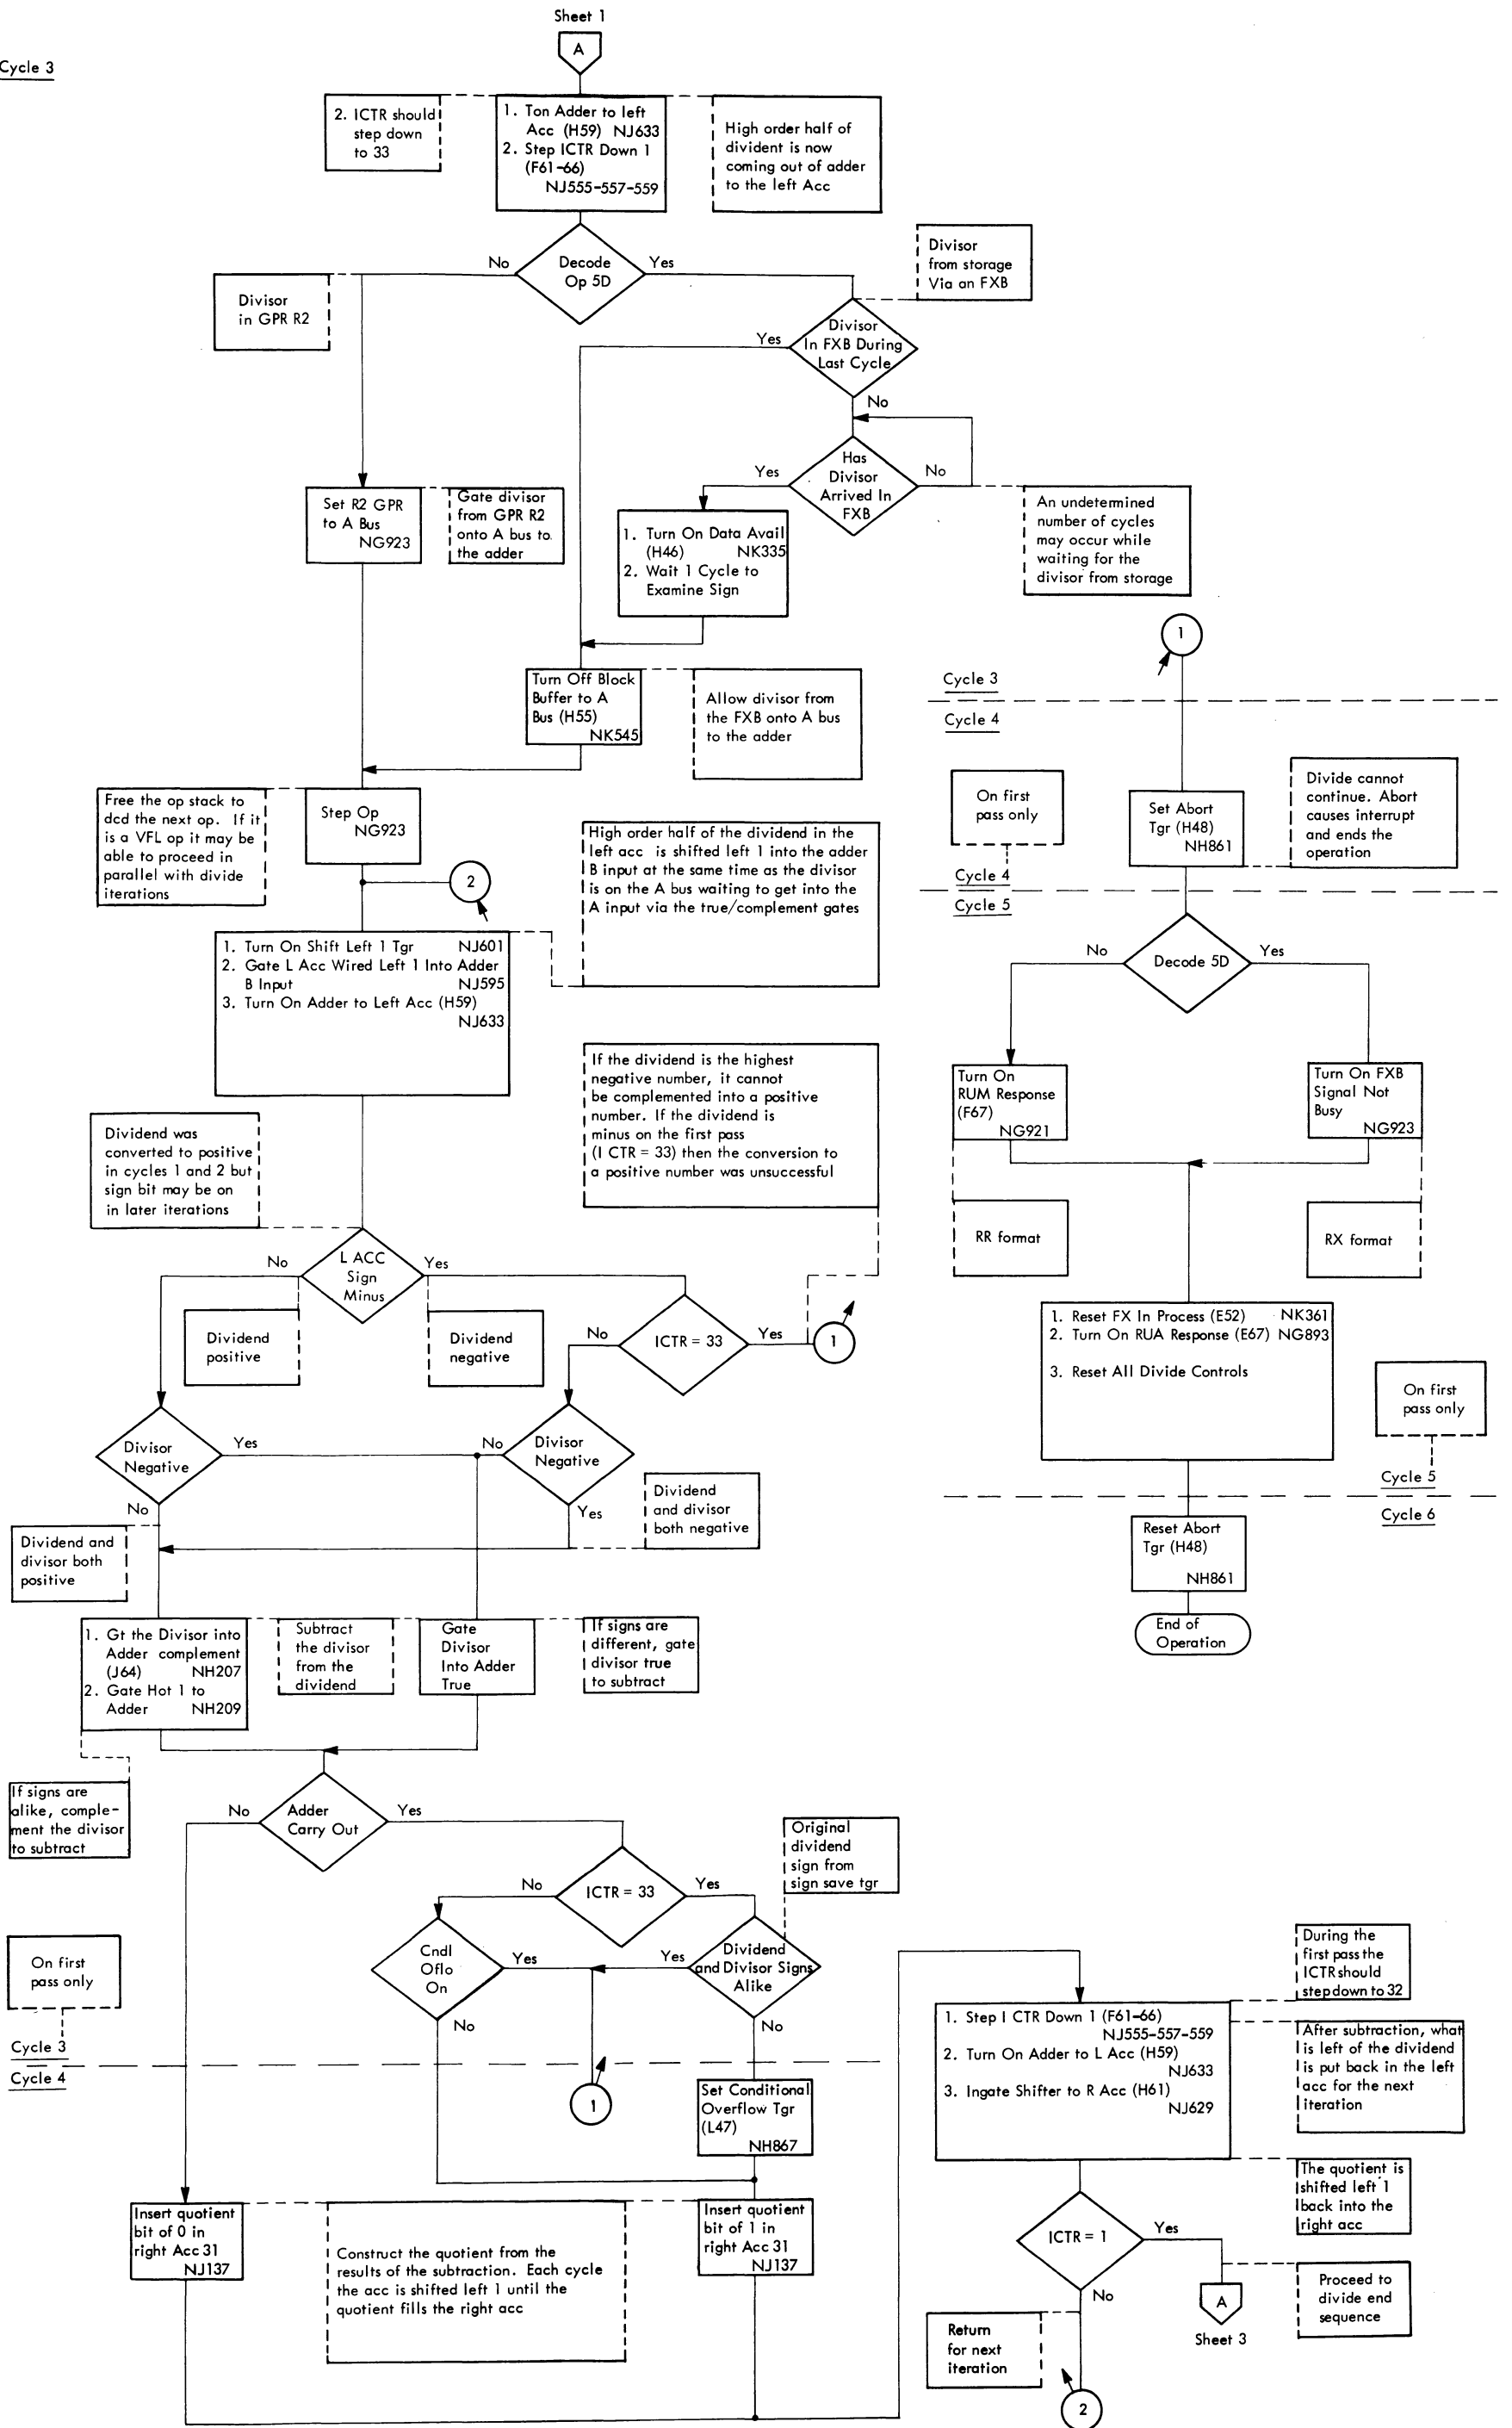 Sheet 1
A
Cycle 3
2. ICTR should
step down
to 33
1. Ton Adder to left
Acc (H59) NJ633
2. Step ICTR Down 1
(F61-66)
NJ555-557-559
High order half of
divident is now
coming out of adder
to the left Acc
Decode
Op 5D
No
Yes
Divisor
in GPR R2
Divisor
from storage
Via an FXB
Divisor
In FXB During
Last Cycle
Yes
No
Has
Divisor
Arrived In
FXB
Yes
No
Set R2 GPR
to A Bus
NG923
Gate divisor
from GPR R2
onto A bus to
the adder
1. Turn On Data Avail
(H46) NK335
2. Wait 1 Cycle to
Examine Sign
An undetermined
number of cycles
may occur while
waiting for the
divisor from storage
Turn Off Block
Buffer to A
Bus (H55)
NK545
Allow divisor from
the FXB onto A bus
to the adder
Free the op stack to
dcd the next op. If it
is a VFL op it may be
able to proceed in
parallel with divide
iterations
Step Op
NG923
2
High order half of the dividend in the
left acc is shifted left 1 into the adder
B input at the same time as the divisor
is on the A bus waiting to get into the
A input via the true/complement gates
1. Turn On Shift Left 1 Tgr NJ601
2. Gate L Acc Wired Left 1 Into Adder
B Input NJ595
3. Turn On Adder to Left Acc (H59)
NJ633
If the dividend is the highest
negative number, it cannot
be complemented into a positive
number. If the dividend is
minus on the first pass
(I CTR = 33) then the conversion to
a positive number was unsuccessful
Dividend was
converted to positive
in cycles 1 and 2 but
sign bit may be on
in later iterations
L ACC
Sign
Minus
No
Yes
Dividend
positive
Dividend
negative
ICTR = 33
No
Yes
1
Divisor
Negative
Yes
No
Divisor
Negative
No
Yes
Dividend and
divisor both
positive
Dividend
and divisor
both negative
1. Gt the Divisor into
Adder complement
(J64) NH207
2. Gate Hot 1 to
Adder NH209
Subtract
the divisor
from the
dividend
Gate
Divisor
Into Adder
True
If signs are
different, gate
divisor true
to subtract
If signs are
alike, comple-
ment the divisor
to subtract
Adder
Carry Out
No
Yes
ICTR = 33
No
Yes
Original
dividend
sign from
sign save tgr
Cndl
Oflo
On
Yes
No
Dividend
and Divisor Signs
Alike
Yes
No
On first
pass only
Cycle 3
Cycle 4
1
Set Conditional
Overflow Tgr
(L47)
NH867
Insert quotient
bit of 0 in
right Acc 31
NJ137
Construct the quotient from the
results of the subtraction. Each cycle
the acc is shifted left 1 until the
quotient fills the right acc
Insert quotient
bit of 1 in
right Acc 31
NJ137
1
Cycle 3
Cycle 4
On first
pass only
Cycle 4
Cycle 5
Set Abort
Tgr (H48)
NH861
Divide cannot
continue. Abort
causes interrupt
and ends the
operation
Decode 5D
No
Yes
Turn On
RUM Response
(F67)
NG921
Turn On FXB
Signal Not
Busy
NG923
RR format
RX format
1. Reset FX In Process (E52) NK361
2. Turn On RUA Response (E67) NG893
3. Reset All Divide Controls
On first
pass only
Cycle 5
Cycle 6
Reset Abort
Tgr (H48)
NH861
End of
Operation
During the
first pass the
ICTR should
step down to 32
1. Step I CTR Down 1 (F61-66)
NJ555-557-559
2. Turn On Adder to L Acc (H59)
NJ633
3. Ingate Shifter to R Acc (H61)
NJ629
After subtraction, what
is left of the dividend
is put back in the left
acc for the next
iteration
The quotient is
shifted left 1
back into the
right acc
ICTR = 1
Yes
No
A
Sheet 3
Proceed to
divide end
sequence
Return
for next
iteration
2